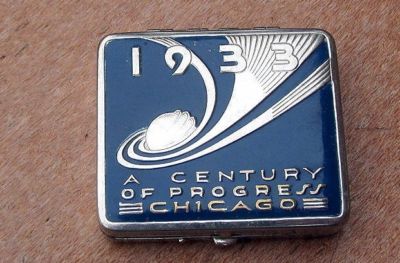 1933
A CENTURY
OF PROGRESS
CHICAGO